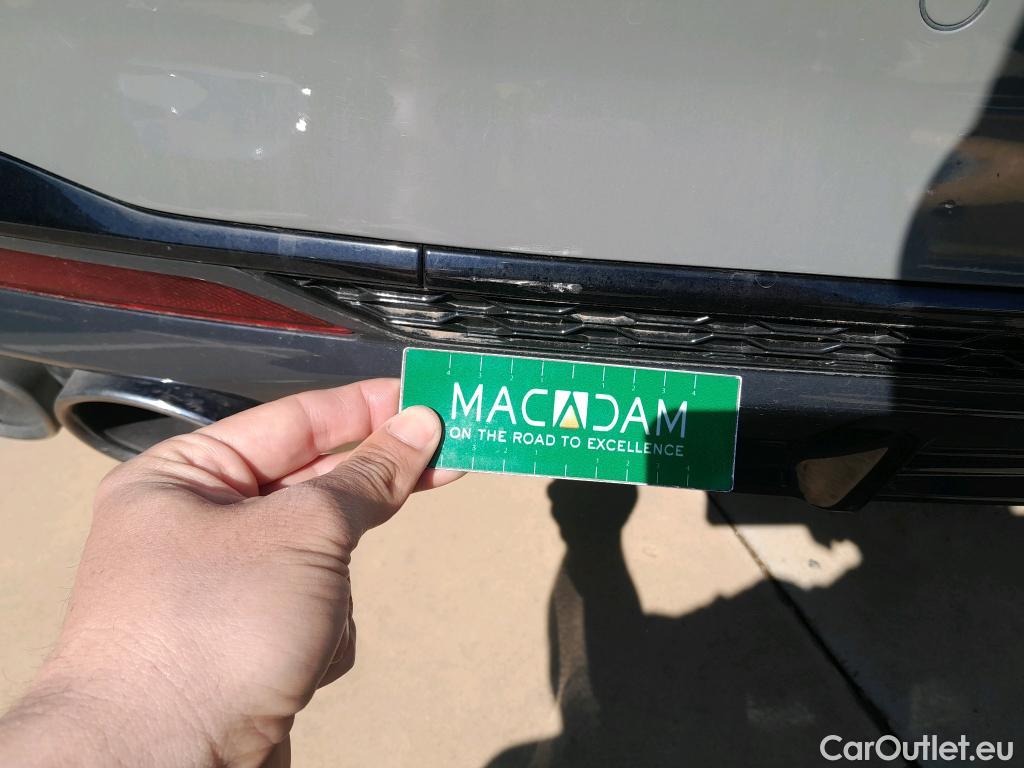 MACADAM
ON THE ROAD TO EXCELLENCE
CarOutlet.eu